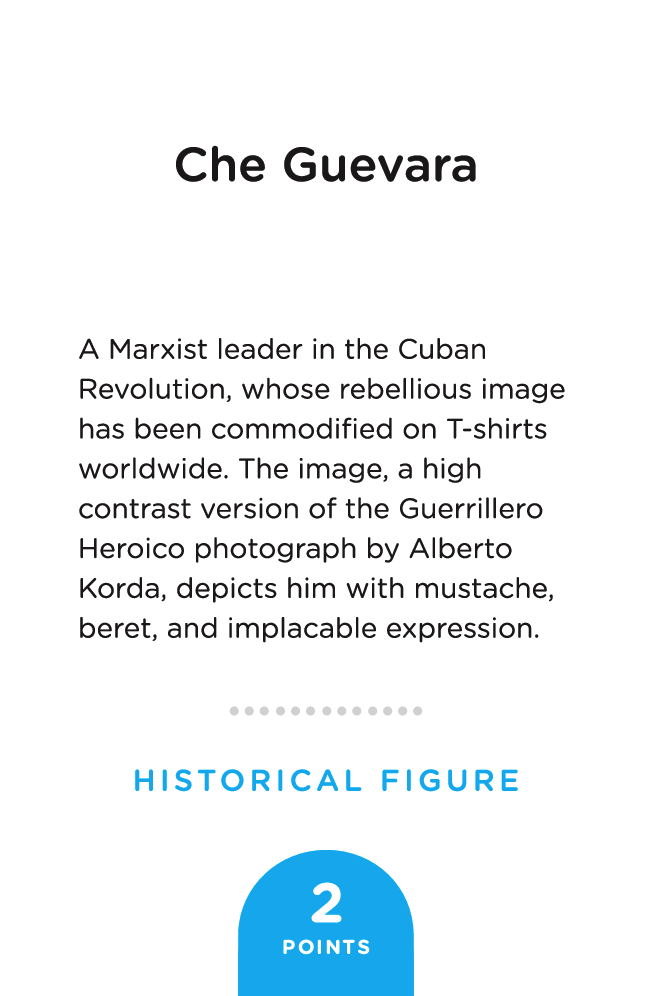 Che Guevara
A Marxist leader in the Cuban
Revolution, whose rebellious image
has been commodified on T-shirts
worldwide. The image, a high
contrast version of the Guerrillero
Heroico photograph by Alberto
Korda, depicts him with mustache,
beret, and implacable expression.
HISTORICAL FIGURE
2
POINTS